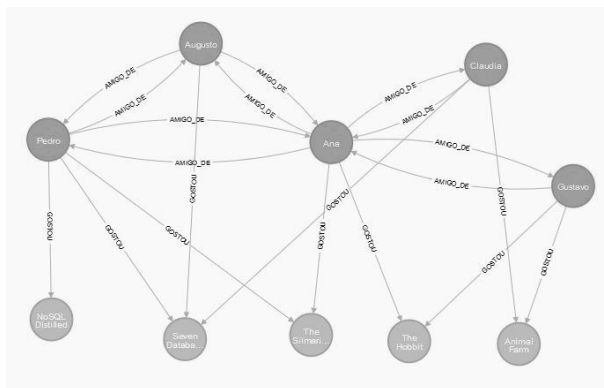 Augusto
Claudia
AMIGO_DE
AMIGO_DE
AMIGO_DE
AMIGO_DE
AMIGO_DE
AMIGO_DE
Pedro
AMIGO_DE
Ana
AMIGO_DE
AMIGO_DE
AMIGO_DE
Gustavo
GOSTOU
GOSTOU
GOSTOU
GOSTOU
GOSTOU
GOSTOU
GOSTOU
GOSTOU
GOSTOU
GOSTOU
NoSQL
Distilled
Seven
Databa...
The
Silmari...
The
Hobbit
Animal
Farm